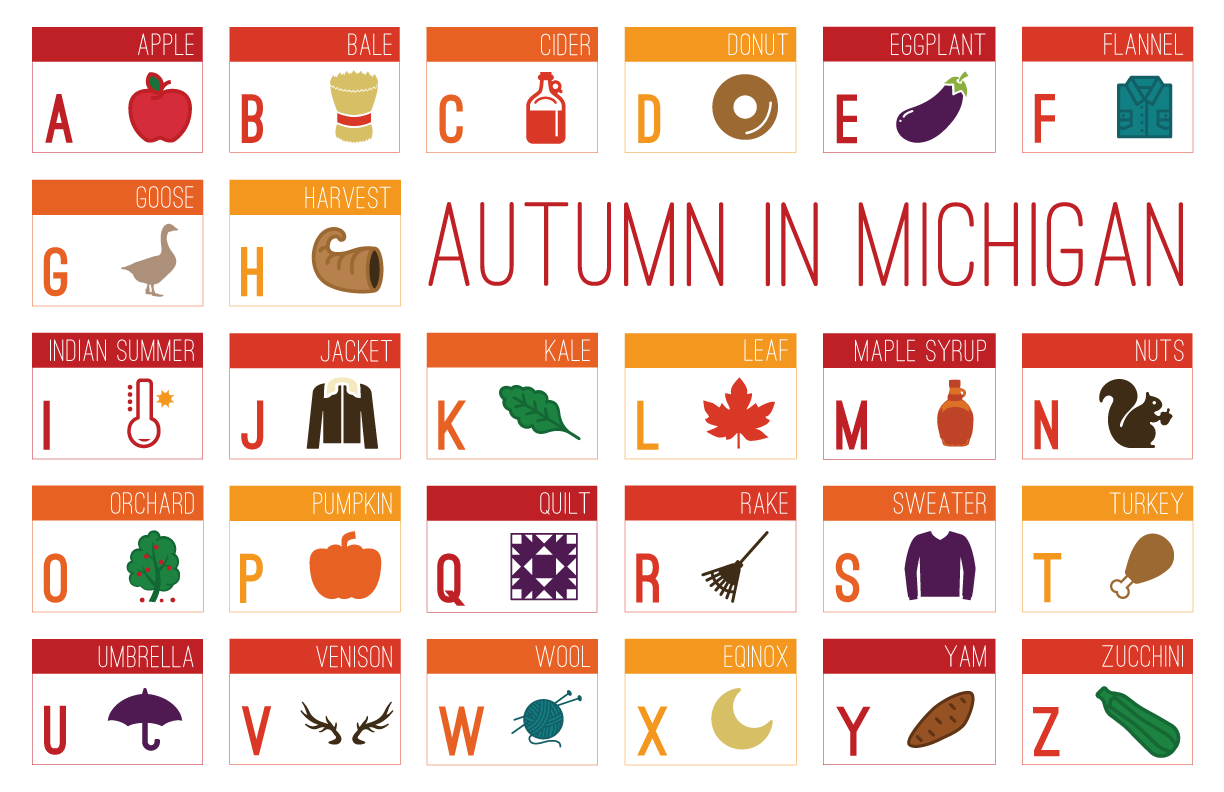 APPLE
A
BALE
B
CIDER
C
DONUT
D
EGGPLANT
E
FLANNEL
F
GOOSE
G
HARVEST
H
AUTUMN IN MICHIGAN
INDIAN SUMMER
I
JACKET
J
KALE
K
LEAF
L
MAPLE SYRUP
M
NUTS
N
ORCHARD
O
PUMPKIN
P
QUILT
Q
RAKE
R
SWEATER
S
TURKEY
T
UMBRELLA
U
VENISON
V
WOOL
W
EQINOX
X
YAM
Y
ZUCCHINI
Z